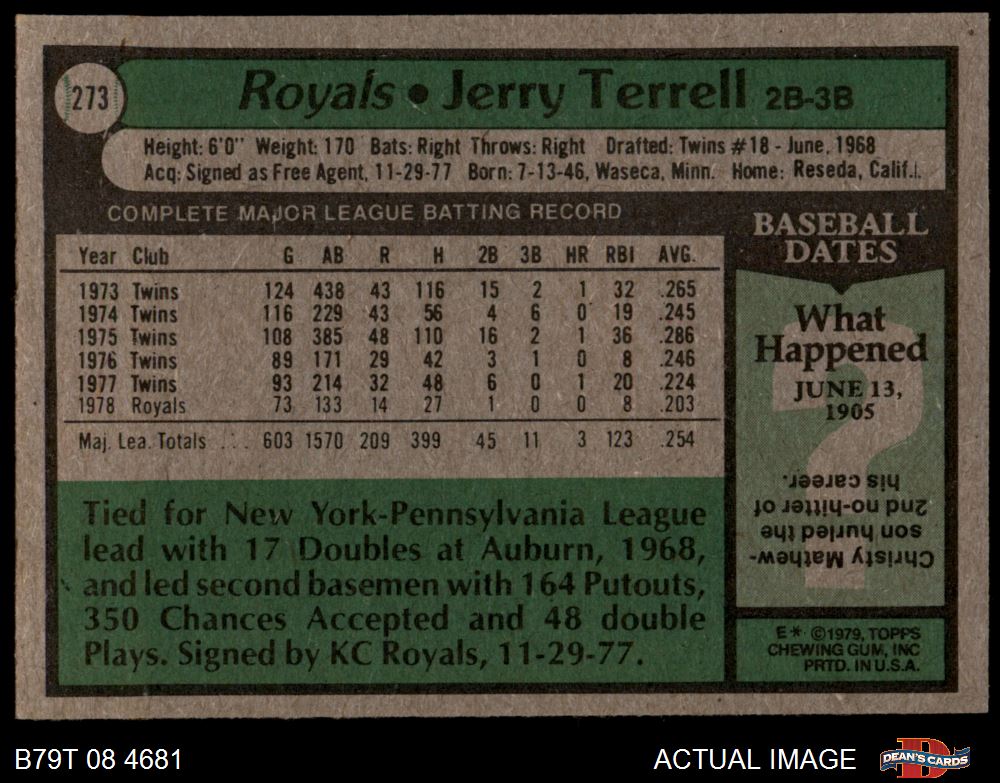 273
Royals • Jerry Terrell 2B-3B
Height: 6'0" Weight: 170 Bats: Right Throws: Right Drafted: Twins #18 - June, 1968
Acq: Signed as Free Agent, 11-29-77 Born: 7-13-46, Waseca, Minn. Home: Reseda, Calif.
COMPLETE MAJOR LEAGUE BATTING RECORD
Year Club G AB R H 2B 3B HR RBI AVG.
1973 Twins 124 438 43 116 15 2 1 32 .265
1974 Twins 116 229 43 56 4 6 0 19 .245
1975 Twins 108 385 48 110 16 2 1 36 .286
1976 Twins 89 171 29 42 3 1 0 8 .246
1977 Twins 93 214 32 48 6 0 1 20 .224
1978 Royals 73 133 14 27 1 0 0 8 .203
Maj. Lea. Totals ... 603 1570 209 399 45 11 3 123 .254
Tied for New York-Pennsylvania League
lead with 17 Doubles at Auburn, 1968,
and led second basemen with 164 Putouts,
350 Chances Accepted and 48 double
Plays. Signed by KC Royals, 11-29-77.
BASEBALL
DATES
What
Happened
JUNE 13,
1905
?
Christy Mathew-
son hurled the
2nd no-hitter of
his career.
E* ©1979, TOPPS
CHEWING GUM, INC
PRTD. IN U.S.A.
B79T 08 4681
ACTUAL IMAGE
D
DEAN'S CARDS